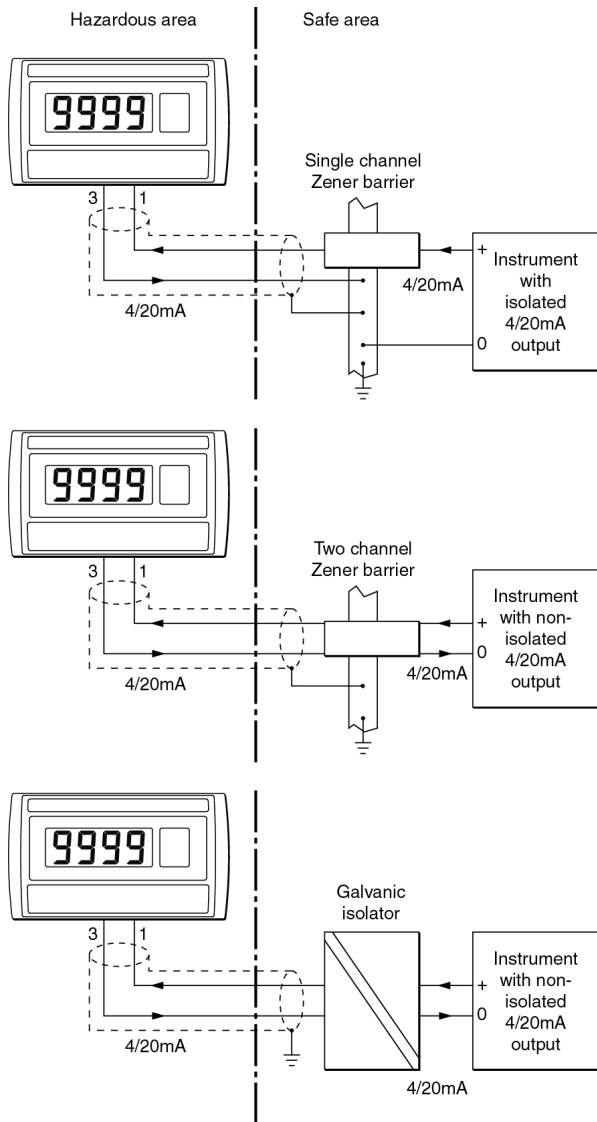 Hazardous area
Safe area
9999
3
1
4/20mA
Single channel
Zener barrier
4/20mA
+
0
Instrument
with
isolated
4/20mA
output
9999
3
1
4/20mA
Two channel
Zener barrier
4/20mA
+
0
Instrument
with non-
isolated
4/20mA
output
9999
3
1
4/20mA
Galvanic
isolator
4/20mA
+
0
Instrument
with non-
isolated
4/20mA
output